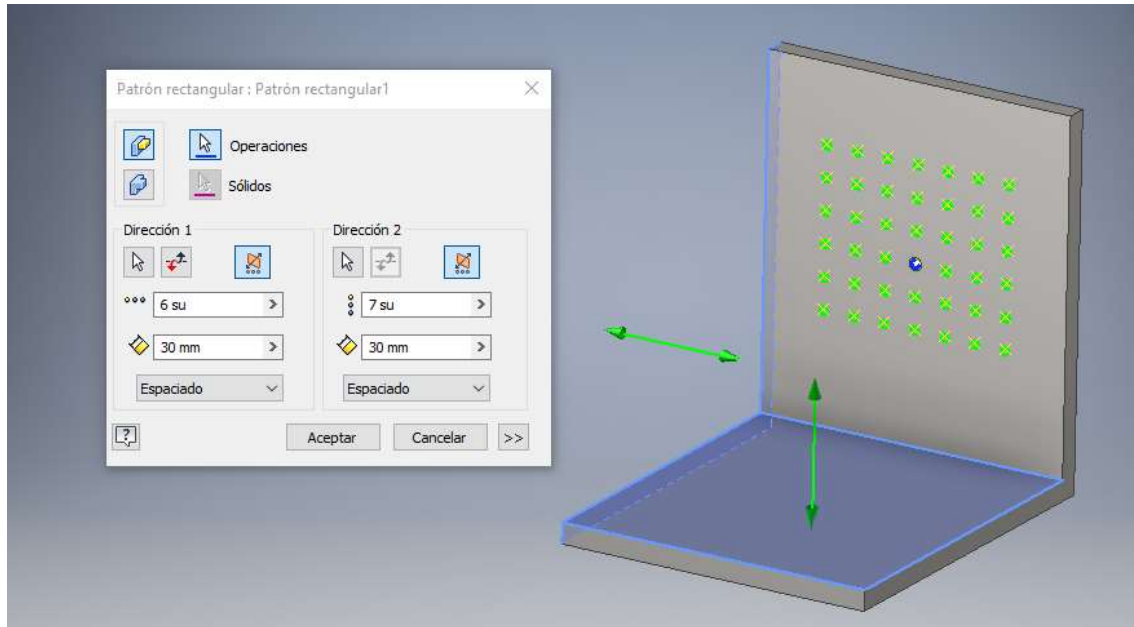 Patrón rectangular : Patrón rectangular1
Operaciones
Sólidos
Dirección 1
Dirección 2
6 su
7 su
30 mm
30 mm
Espaciado
Espaciado
?
Aceptar
Cancelar
>>